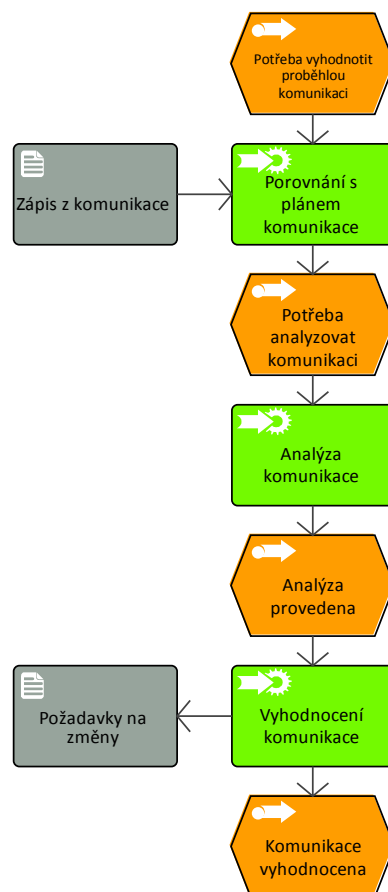 Potřeba vyhodnotit
proběhlou
komunikaci
Zápis z komunikace
Porovnání s
plánem
komunikace
Potřeba
analyzovat
komunikaci
Analýza
komunikace
Analýza
provedena
Požadavky na
změny
Vyhodnocení
komunikace
Komunikace
vyhodnocena